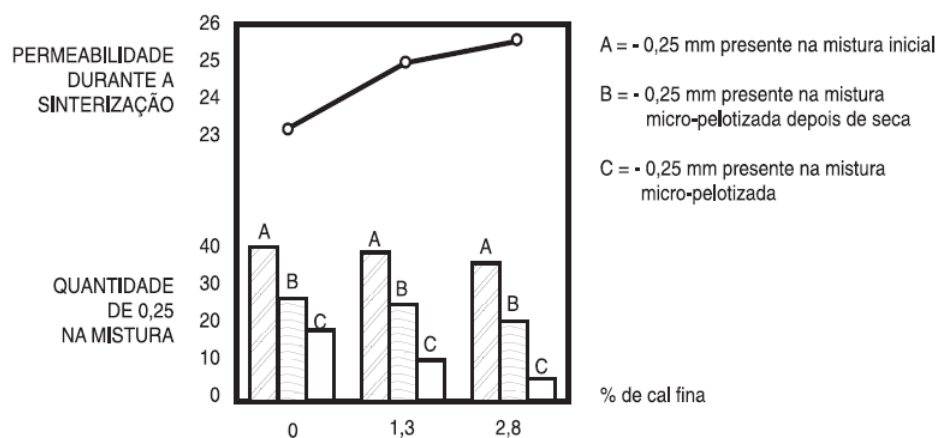 PERMEABILIDADE
DURANTE A
SINTERIZAÇÃO
26
25
24
23
A = - 0,25 mm presente na mistura inicial
B = - 0,25 mm presente na mistura
micro-pelotizada depois de seca
C = - 0,25 mm presente na mistura
micro-pelotizada
QUANTIDADE
DE 0,25
NA MISTURA
40
30
20
10
0
A
B
C
A
B
C
A
B
C
0
1,3
2,8
% de cal fina